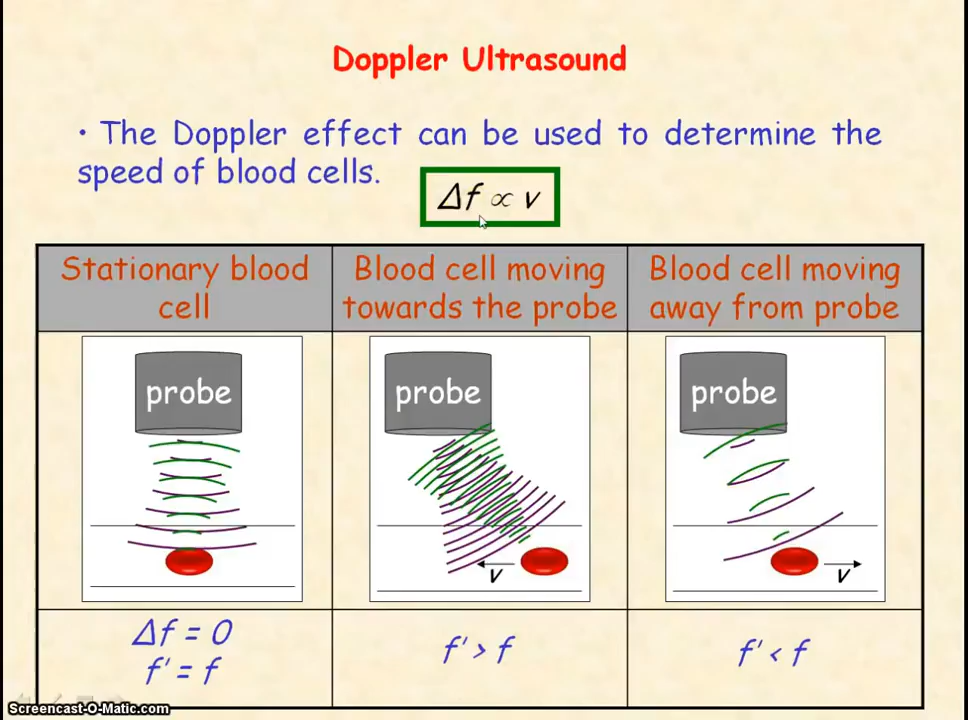 Doppler Ultrasound
• The Doppler effect can be used to determine the
speed of blood cells.
Δf ∝ v
Stationary blood
cell
Blood cell moving
towards the probe
Blood cell moving
away from probe
probe
probe
probe
v
v
Δf = 0
f' = f
f' > f
f' < f
Screencast-O-Matic.com